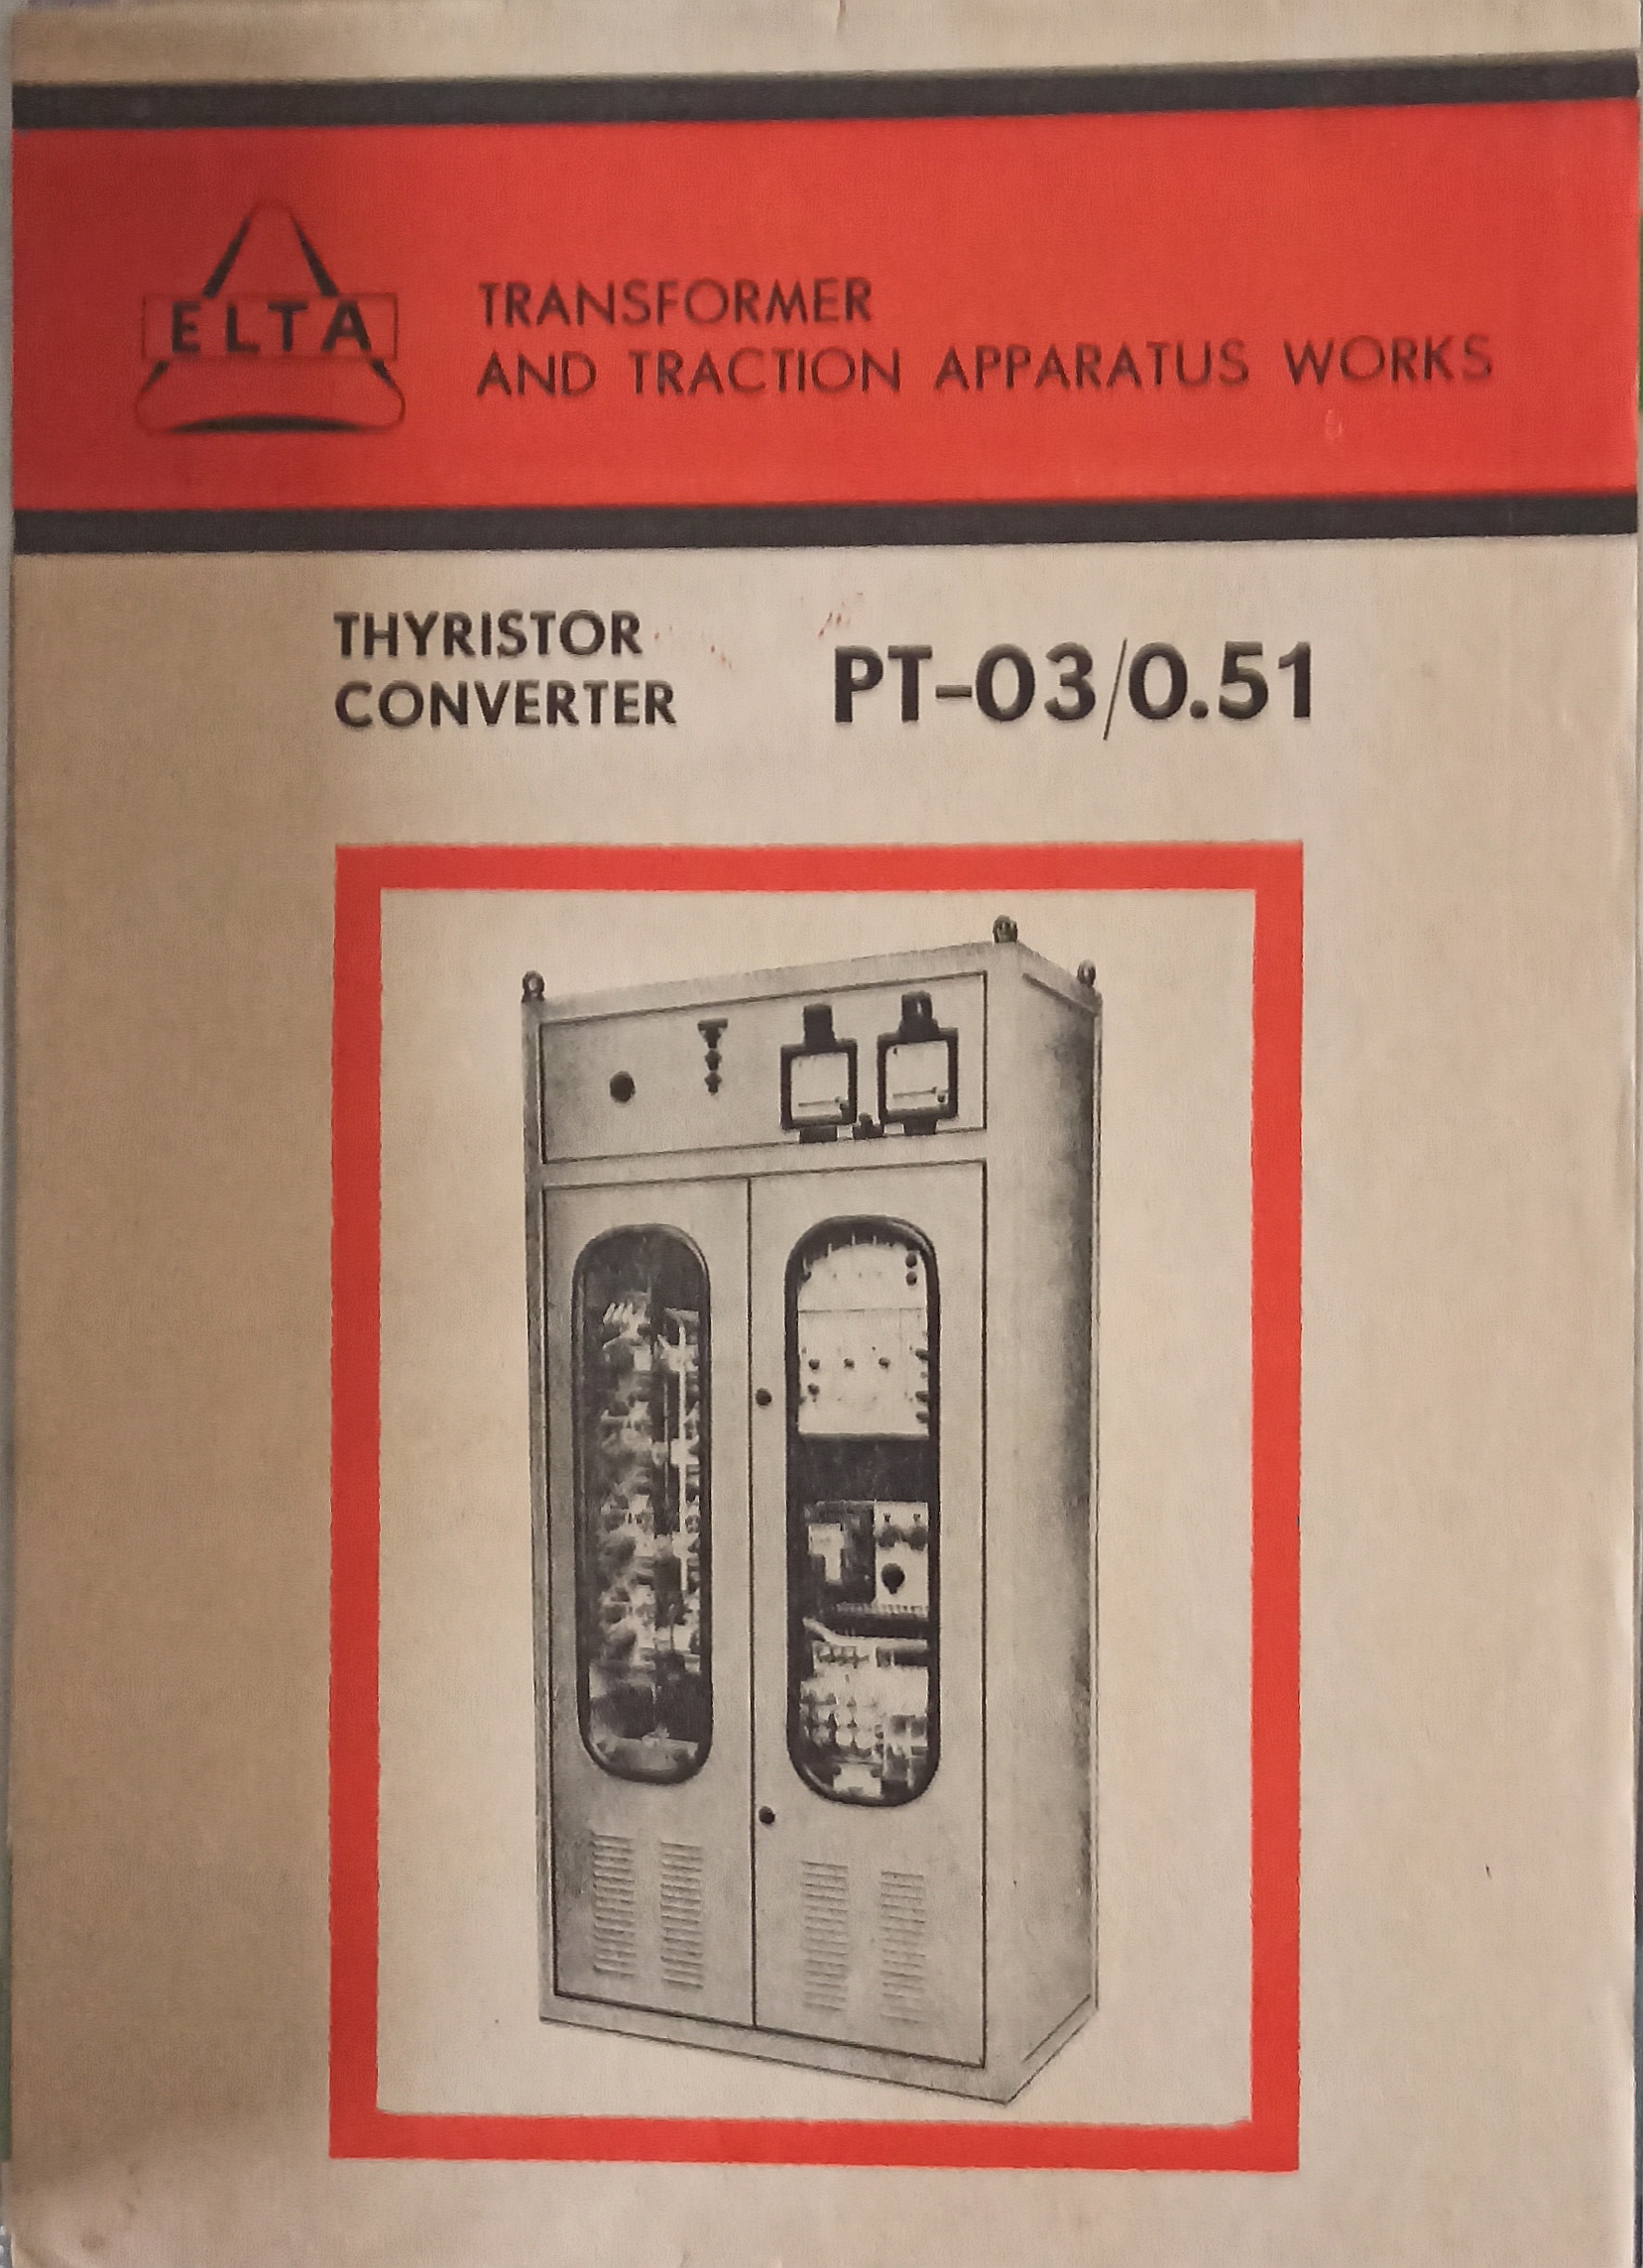 ELTA
TRANSFORMER
AND TRACTION APPARATUS WORKS
THYRISTOR
CONVERTER
PT-03/0.51